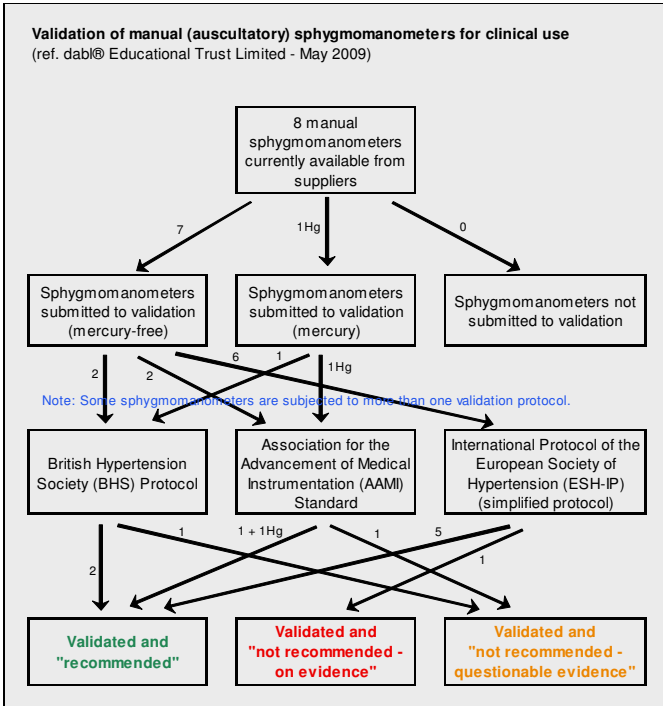 Validation of manual (auscultatory) sphygmomanometers for clinical use
(ref. dabl® Educational Trust Limited - May 2009)
8 manual
sphygmomanometers
currently available from
suppliers
7
1Hg
0
Sphygmomanometers
submitted to validation
(mercury-free)
Sphygmomanometers
submitted to validation
(mercury)
Sphygmomanometers not
submitted to validation
2
2
6
1
1Hg
Note: Some sphygmomanometers are subjected to more than one validation protocol.
British Hypertension
Society (BHS) Protocol
Association for the
Advancement of Medical
Instrumentation (AAMI)
Standard
International Protocol of the
European Society of
Hypertension (ESH-IP)
(simplified protocol)
2
1
1 + 1Hg
1
5
1
Validated and
"recommended"
Validated and
"not recommended -
on evidence"
Validated and
"not recommended -
questionable evidence"